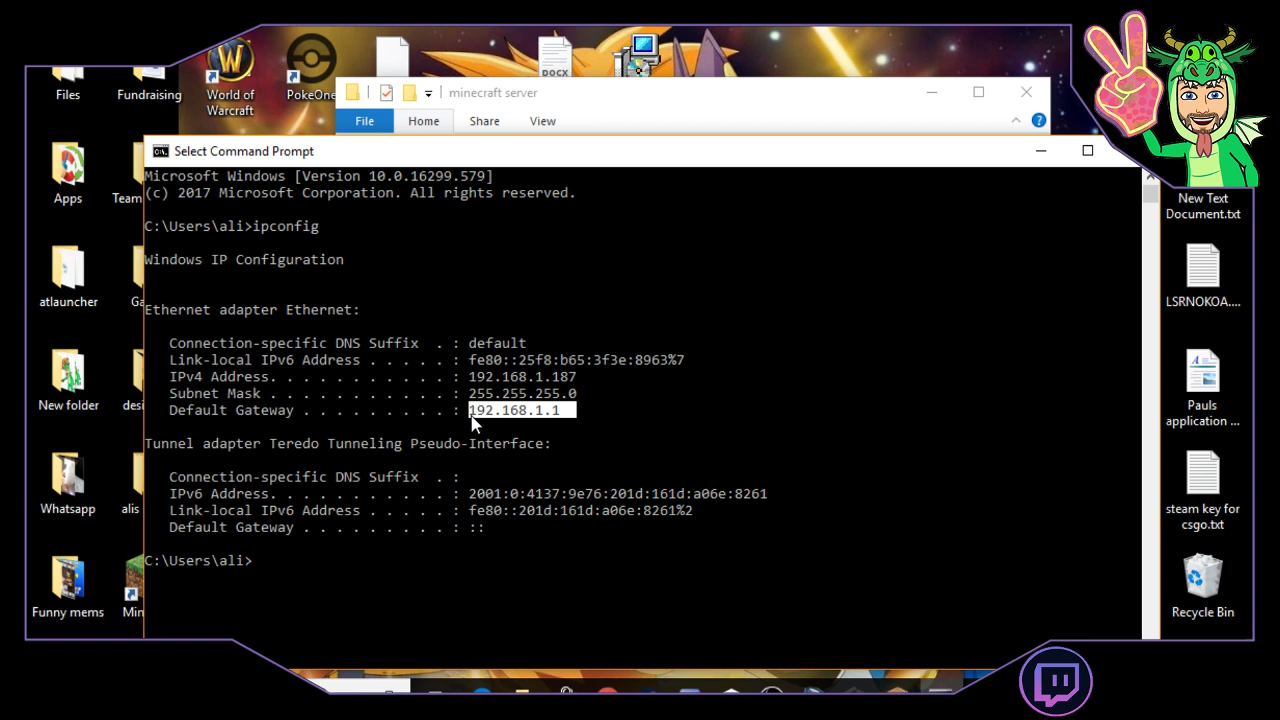 Files
Fundraising
World of
Warcraft
PokeOne
DOCX
minecraft server
File
Home
Share
View
?
Select Command Prompt
Microsoft Windows [Version 10.0.16299.579]
(c) 2017 Microsoft Corporation. All rights reserved.
C:\Users\ali>ipconfig
Windows IP Configuration
Ethernet adapter Ethernet:
Connection-specific DNS Suffix . : default
Link-local IPv6 Address . . . . . : fe80::25f8:b65:3f3e:8963%7
IPv4 Address. . . . . . . . . . . : 192.168.1.187
Subnet Mask . . . . . . . . . . . : 255.255.255.0
Default Gateway . . . . . . . . . : 192.168.1.1
Tunnel adapter Teredo Tunneling Pseudo-Interface:
Connection-specific DNS Suffix . :
IPv6 Address. . . . . . . . . . . : 2001:0:4137:9e76:201d:161d:a06e:8261
Link-local IPv6 Address . . . . . : fe80::201d:161d:a06e:8261%2
Default Gateway . . . . . . . . . : ::
C:\Users\ali>
Apps
Team
atlauncher
Ga
New folder
desi
Whatsapp
alis
Funny mems
Min
New Text
Document.txt
LSRNOKOA....
Pauls
application ...
steam key for
csgo.txt
Recycle Bin